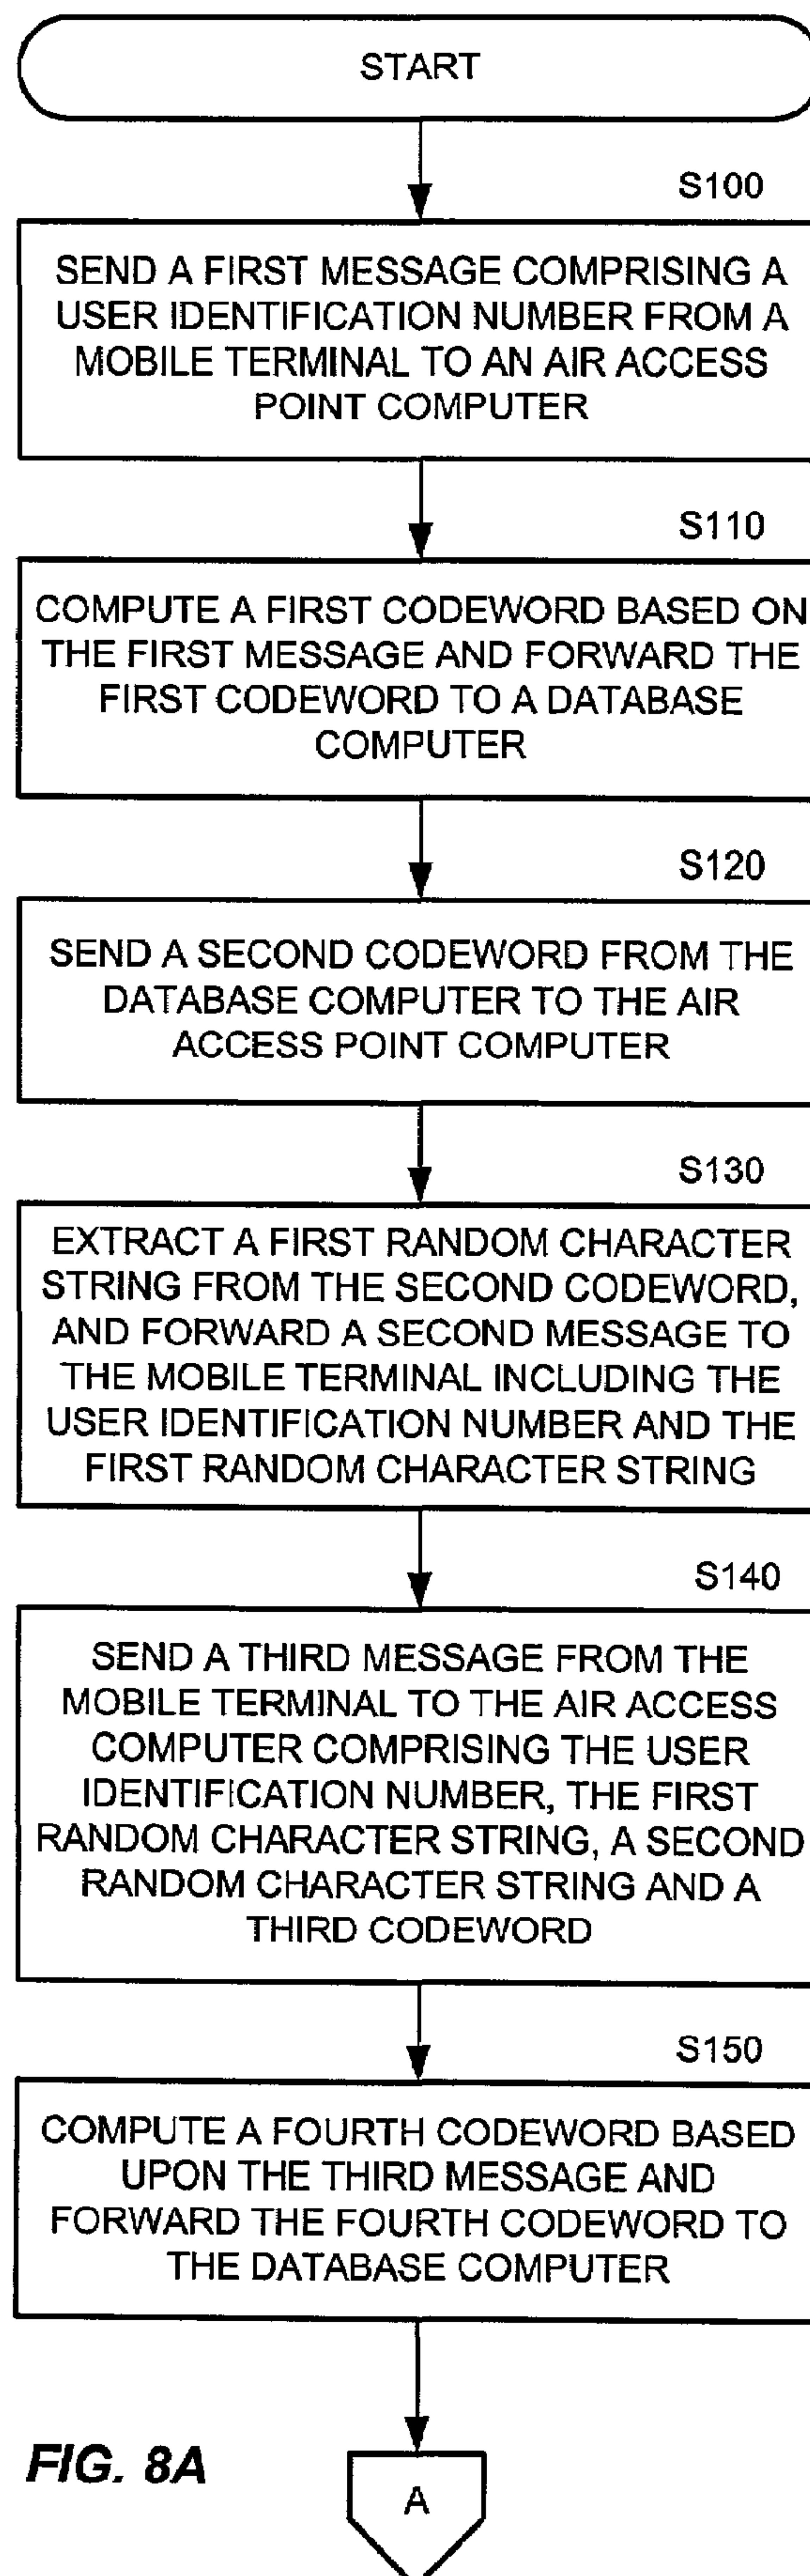 START
S100
SEND A FIRST MESSAGE COMPRISING A
USER IDENTIFICATION NUMBER FROM A
MOBILE TERMINAL TO AN AIR ACCESS
POINT COMPUTER
S110
COMPUTE A FIRST CODEWORD BASED ON
THE FIRST MESSAGE AND FORWARD THE
FIRST CODEWORD TO A DATABASE
COMPUTER
S120
SEND A SECOND CODEWORD FROM THE
DATABASE COMPUTER TO THE AIR
ACCESS POINT COMPUTER
S130
EXTRACT A FIRST RANDOM CHARACTER
STRING FROM THE SECOND CODEWORD,
AND FORWARD A SECOND MESSAGE TO
THE MOBILE TERMINAL INCLUDING THE
USER IDENTIFICATION NUMBER AND THE
FIRST RANDOM CHARACTER STRING
S140
SEND A THIRD MESSAGE FROM THE
MOBILE TERMINAL TO THE AIR ACCESS
COMPUTER COMPRISING THE USER
IDENTIFICATION NUMBER, THE FIRST
RANDOM CHARACTER STRING, A SECOND
RANDOM CHARACTER STRING AND A
THIRD CODEWORD
S150
COMPUTE A FOURTH CODEWORD BASED
UPON THE THIRD MESSAGE AND
FORWARD THE FOURTH CODEWORD TO
THE DATABASE COMPUTER
FIG. 8A
A